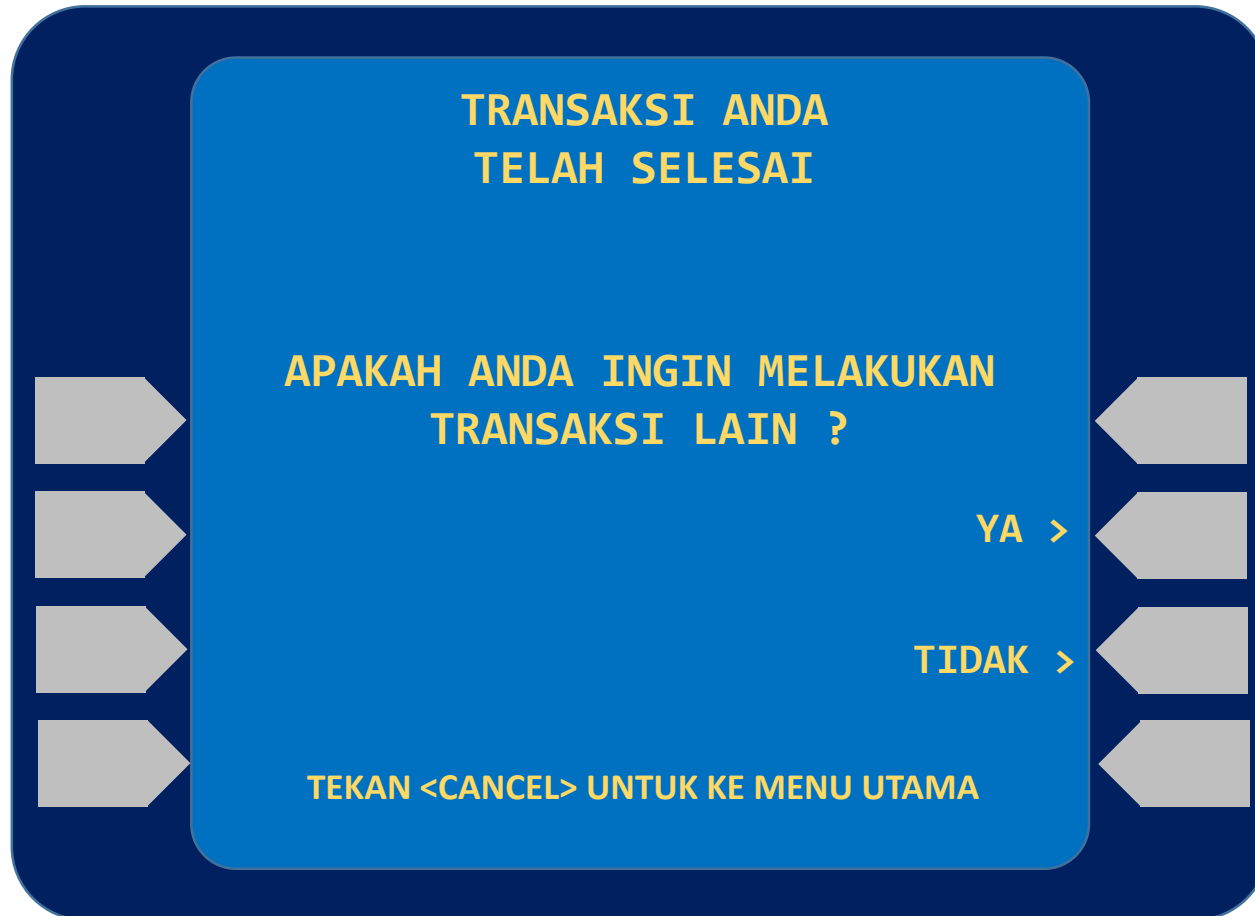 TRANSAKSI ANDA
TELAH SELESAI
APAKAH ANDA INGIN MELAKUKAN
TRANSAKSI LAIN ?
YA >
TIDAK >
TEKAN <CANCEL> UNTUK KE MENU UTAMA